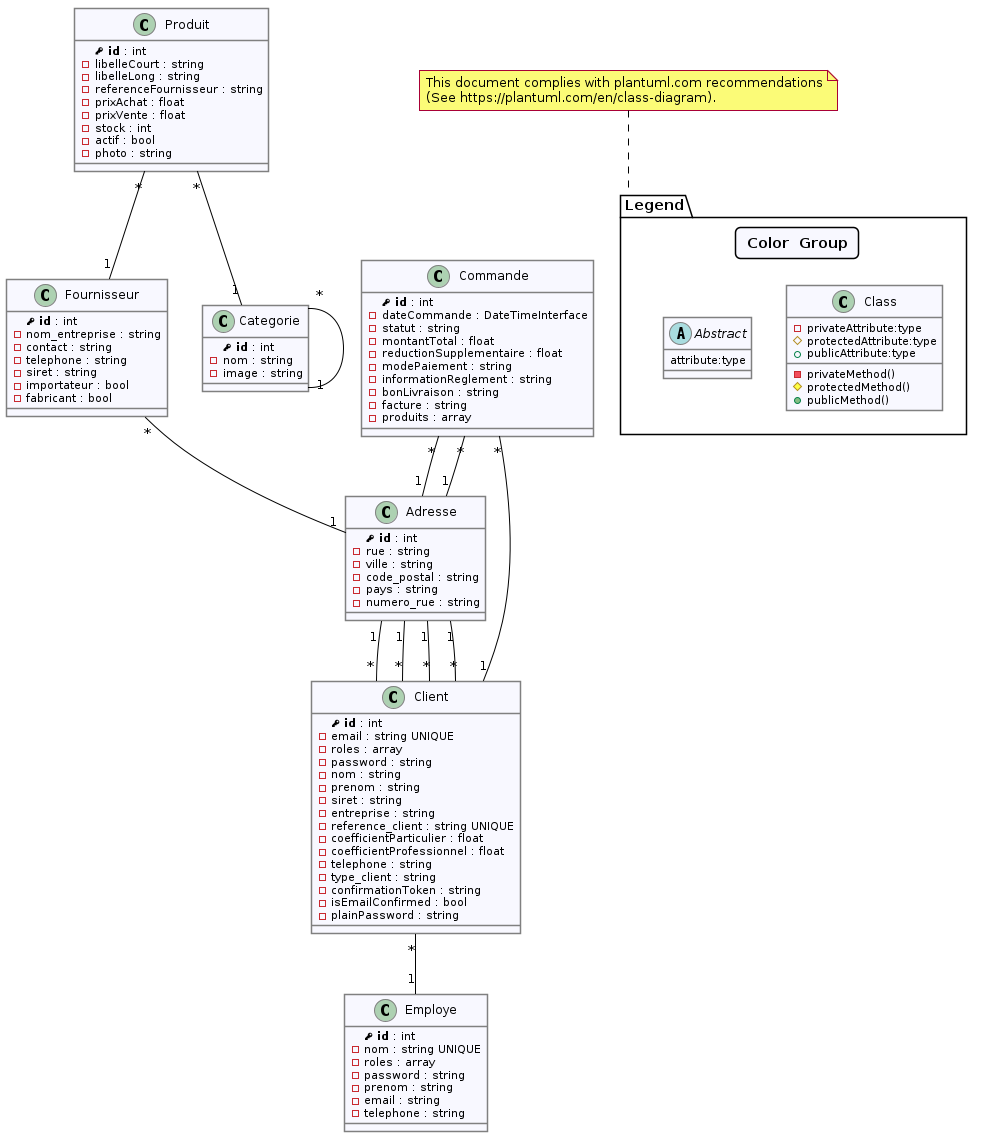 Produit
id : int
libelleCourt : string
libelleLong : string
referenceFournisseur : string
prixAchat : float
prixVente : float
stock : int
actif : bool
photo : string
This document complies with plantuml.com recommendations
(See https://plantuml.com/en/class-diagram).
*
*
1
1
Fournisseur
id : int
nom_entreprise : string
contact : string
telephone : string
siret : string
importateur : bool
fabricant : bool
Categorie
id : int
nom : string
image : string
*
1
Commande
id : int
dateCommande : DateTimeInterface
statut : string
montantTotal : float
reductionSupplementaire : float
modePaiement : string
informationReglement : string
bonLivraison : string
facture : string
produits : array
Legend
Color Group
Abstract
attribute:type
Class
privateAttribute:type
protectedAttribute:type
publicAttribute:type
privateMethod()
protectedMethod()
publicMethod()
*
1
*
*
*
1
1
Adresse
id : int
rue : string
ville : string
code_postal : string
pays : string
numero_rue : string
1
1
1
1
*
*
*
*
1
Client
id : int
email : string UNIQUE
roles : array
password : string
nom : string
prenom : string
siret : string
entreprise : string
reference_client : string UNIQUE
coefficientParticulier : float
coefficientProfessionnel : float
telephone : string
type_client : string
confirmationToken : string
isEmailConfirmed : bool
plainPassword : string
*
1
Employe
id : int
nom : string UNIQUE
roles : array
password : string
prenom : string
email : string
telephone : string